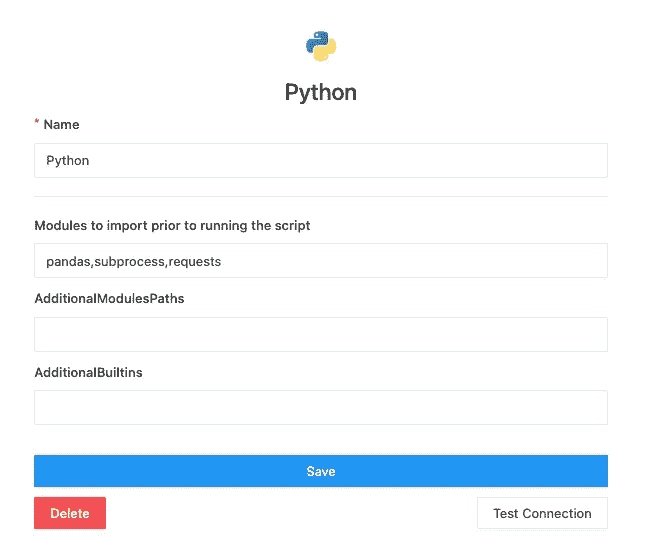 Python
* Name
Python
Modules to import prior to running the script
pandas,subprocess,requests
AdditionalModulesPaths
AdditionalBuiltins
Save
Delete
Test Connection